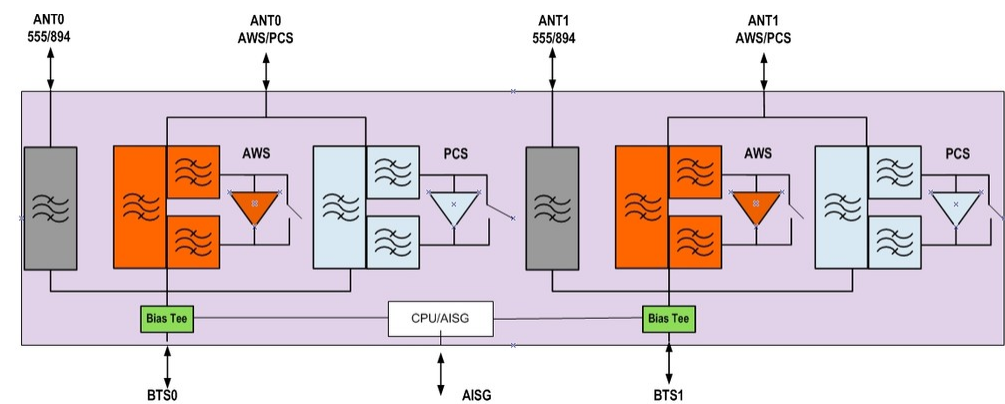 ANT0
555/894
ANT0
AWS/PCS
ANT1
555/894
ANT1
AWS/PCS
AWS
PCS
AWS
PCS
Bias Tee
CPU/AISG
Bias Tee
BTS0
AISG
BTS1